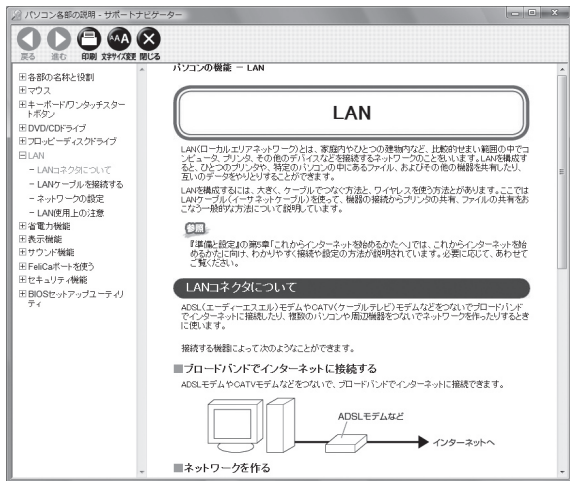 パソコン各部の説明 - サポートナビゲーター
戻る 進む 印刷 文字サイズ変更 閉じる
各部の名称と役割
マウス
キーボード/ワンタッチスター
トボタン
DVD/CDドライブ
フロッピーディスクドライブ
LAN
- LANコネクタについて
- LANケーブルを接続する
- ネットワークの設定
- LAN使用上の注意
省電力機能
表示機能
サウンド機能
FeliCaポートを使う
セキュリティ機能
BIOSセットアップユーティリ
ティ
パソコンの機能 － LAN
LAN
LAN(ローカルエリアネットワーク)とは、家庭内やひとつの建物内など、比較的せまい範囲の中でコ
ンピュータ、プリンタ、その他のデバイスなどを接続するネットワークのことをいいます。LANを構成す
ると、ひとつのプリンタや、特定のパソコンの中にあるファイル、およびその他の機器を共有したり、
互いのデータをやりとりすることができます。
LANを構成するには、大きく、ケーブルでつなぐ方法と、ワイヤレスを使う方法とがあります。ここでは
LANケーブル(イーサネットケーブル)を使って、機器の接続からプリンタの共有、ファイルの共有をお
こなう一般的な方法について説明しています。
参照
『準備と設定』の第5章「これからインターネットを始めるかたへ」では、これからインターネットを始
めるかたに向け、わかりやすく接続や設定の方法が説明されています。必要に応じて、あわせて
ご覧ください。
LANコネクタについて
ADSL(エーディーエスエル)モデムやCATV(ケーブルテレビ)モデムなどをつないでブロードバンド
でインターネットに接続したり、複数のパソコンや周辺機器をつないでネットワークを作ったりするとき
に使います。
接続する機器によって次のようなことができます。
■ブロードバンドでインターネットに接続する
ADSLモデムやCATVモデムなどをつないで、ブロードバンドでインターネットに接続できます。
ADSLモデムなど
インターネットへ
■ネットワークを作る